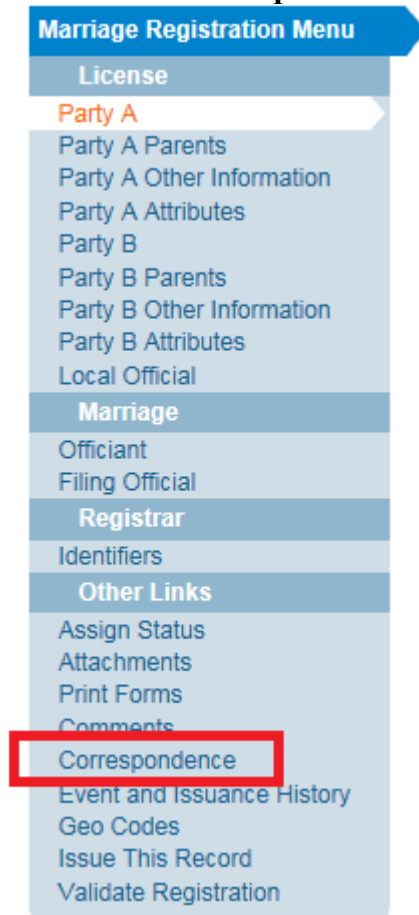 Marriage Registration Menu
License
Party A
Party A Parents
Party A Other Information
Party A Attributes
Party B
Party B Parents
Party B Other Information
Party B Attributes
Local Official
Marriage
Officiant
Filing Official
Registrar
Identifiers
Other Links
Assign Status
Attachments
Print Forms
Comments
Correspondence
Event and Issuance History
Geo Codes
Issue This Record
Validate Registration